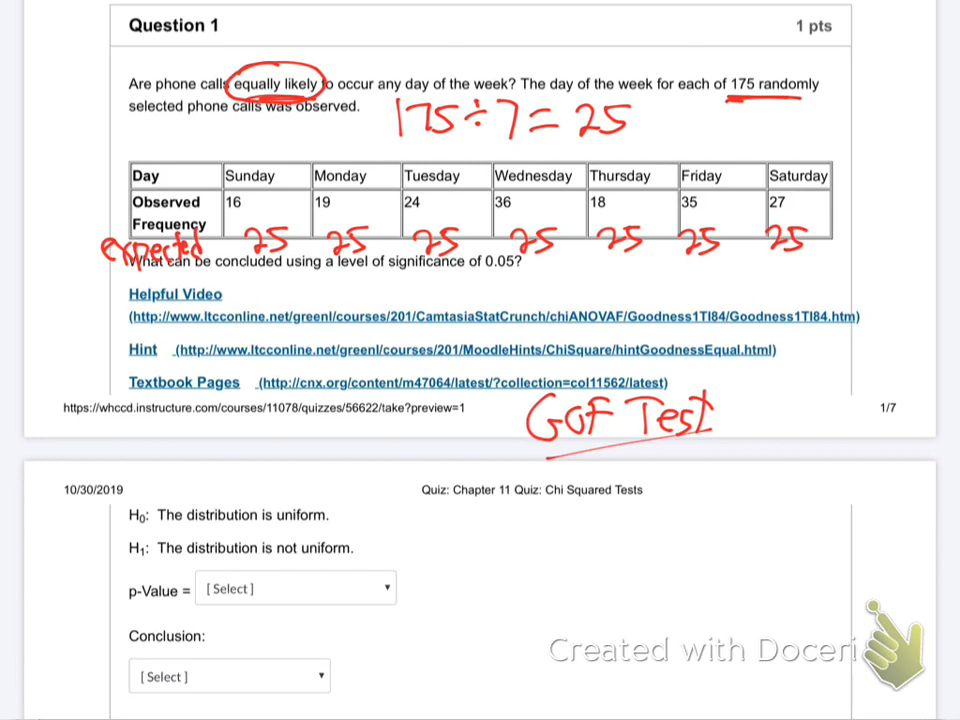 Question 1 1 pts
Are phone calls equally likely to occur any day of the week? The day of the week for each of 175 randomly
selected phone calls was observed.
175÷7=25
Day Sunday Monday Tuesday Wednesday Thursday Friday Saturday
Observed 16 19 24 36 18 35 27
Frequency
expected 25 25 25 25 25 25 25
What can be concluded using a level of significance of 0.05?
Helpful Video
(http://www.ltcconline.net/greenl/courses/201/CamtasiaStatCrunch/chiANOVAF/Goodness1TI84/Goodness1TI84.htm)
Hint (http://www.ltcconline.net/greenl/courses/201/MoodleHints/ChiSquare/hintGoodnessEqual.html)
Textbook Pages (http://cnx.org/content/m47064/latest/?collection=col11562/latest)
https://whccd.instructure.com/courses/11078/quizzes/56622/take?preview=1 1/7
GOF Test
10/30/2019 Quiz: Chapter 11 Quiz: Chi Squared Tests
H₀: The distribution is uniform.
H₁: The distribution is not uniform.
p-Value = [ Select ]
Conclusion:
Created with Doceri
[ Select ]